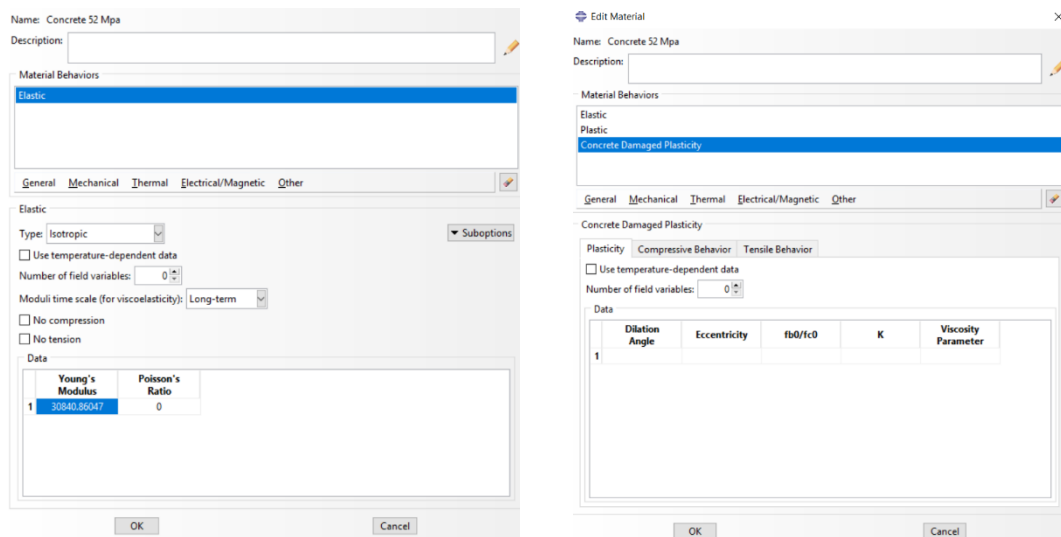 Name: Concrete 52 Mpa
Description:
Material Behaviors
Elastic
General Mechanical Thermal Electrical/Magnetic Other
Elastic
Type: Isotropic
Suboptions
Use temperature-dependent data
Number of field variables: 0
Moduli time scale (for viscoelasticity): Long-term
No compression
No tension
Data
Young's Modulus Poisson's Ratio
1 30840.86047 0
OK Cancel
Edit Material
Name: Concrete 52 Mpa
Description:
Material Behaviors
Elastic
Plastic
Concrete Damaged Plasticity
General Mechanical Thermal Electrical/Magnetic Other
Concrete Damaged Plasticity
Plasticity Compressive Behavior Tensile Behavior
Use temperature-dependent data
Number of field variables: 0
Data
Dilation Angle Eccentricity fb0/fc0 K Viscosity Parameter
1
OK Cancel